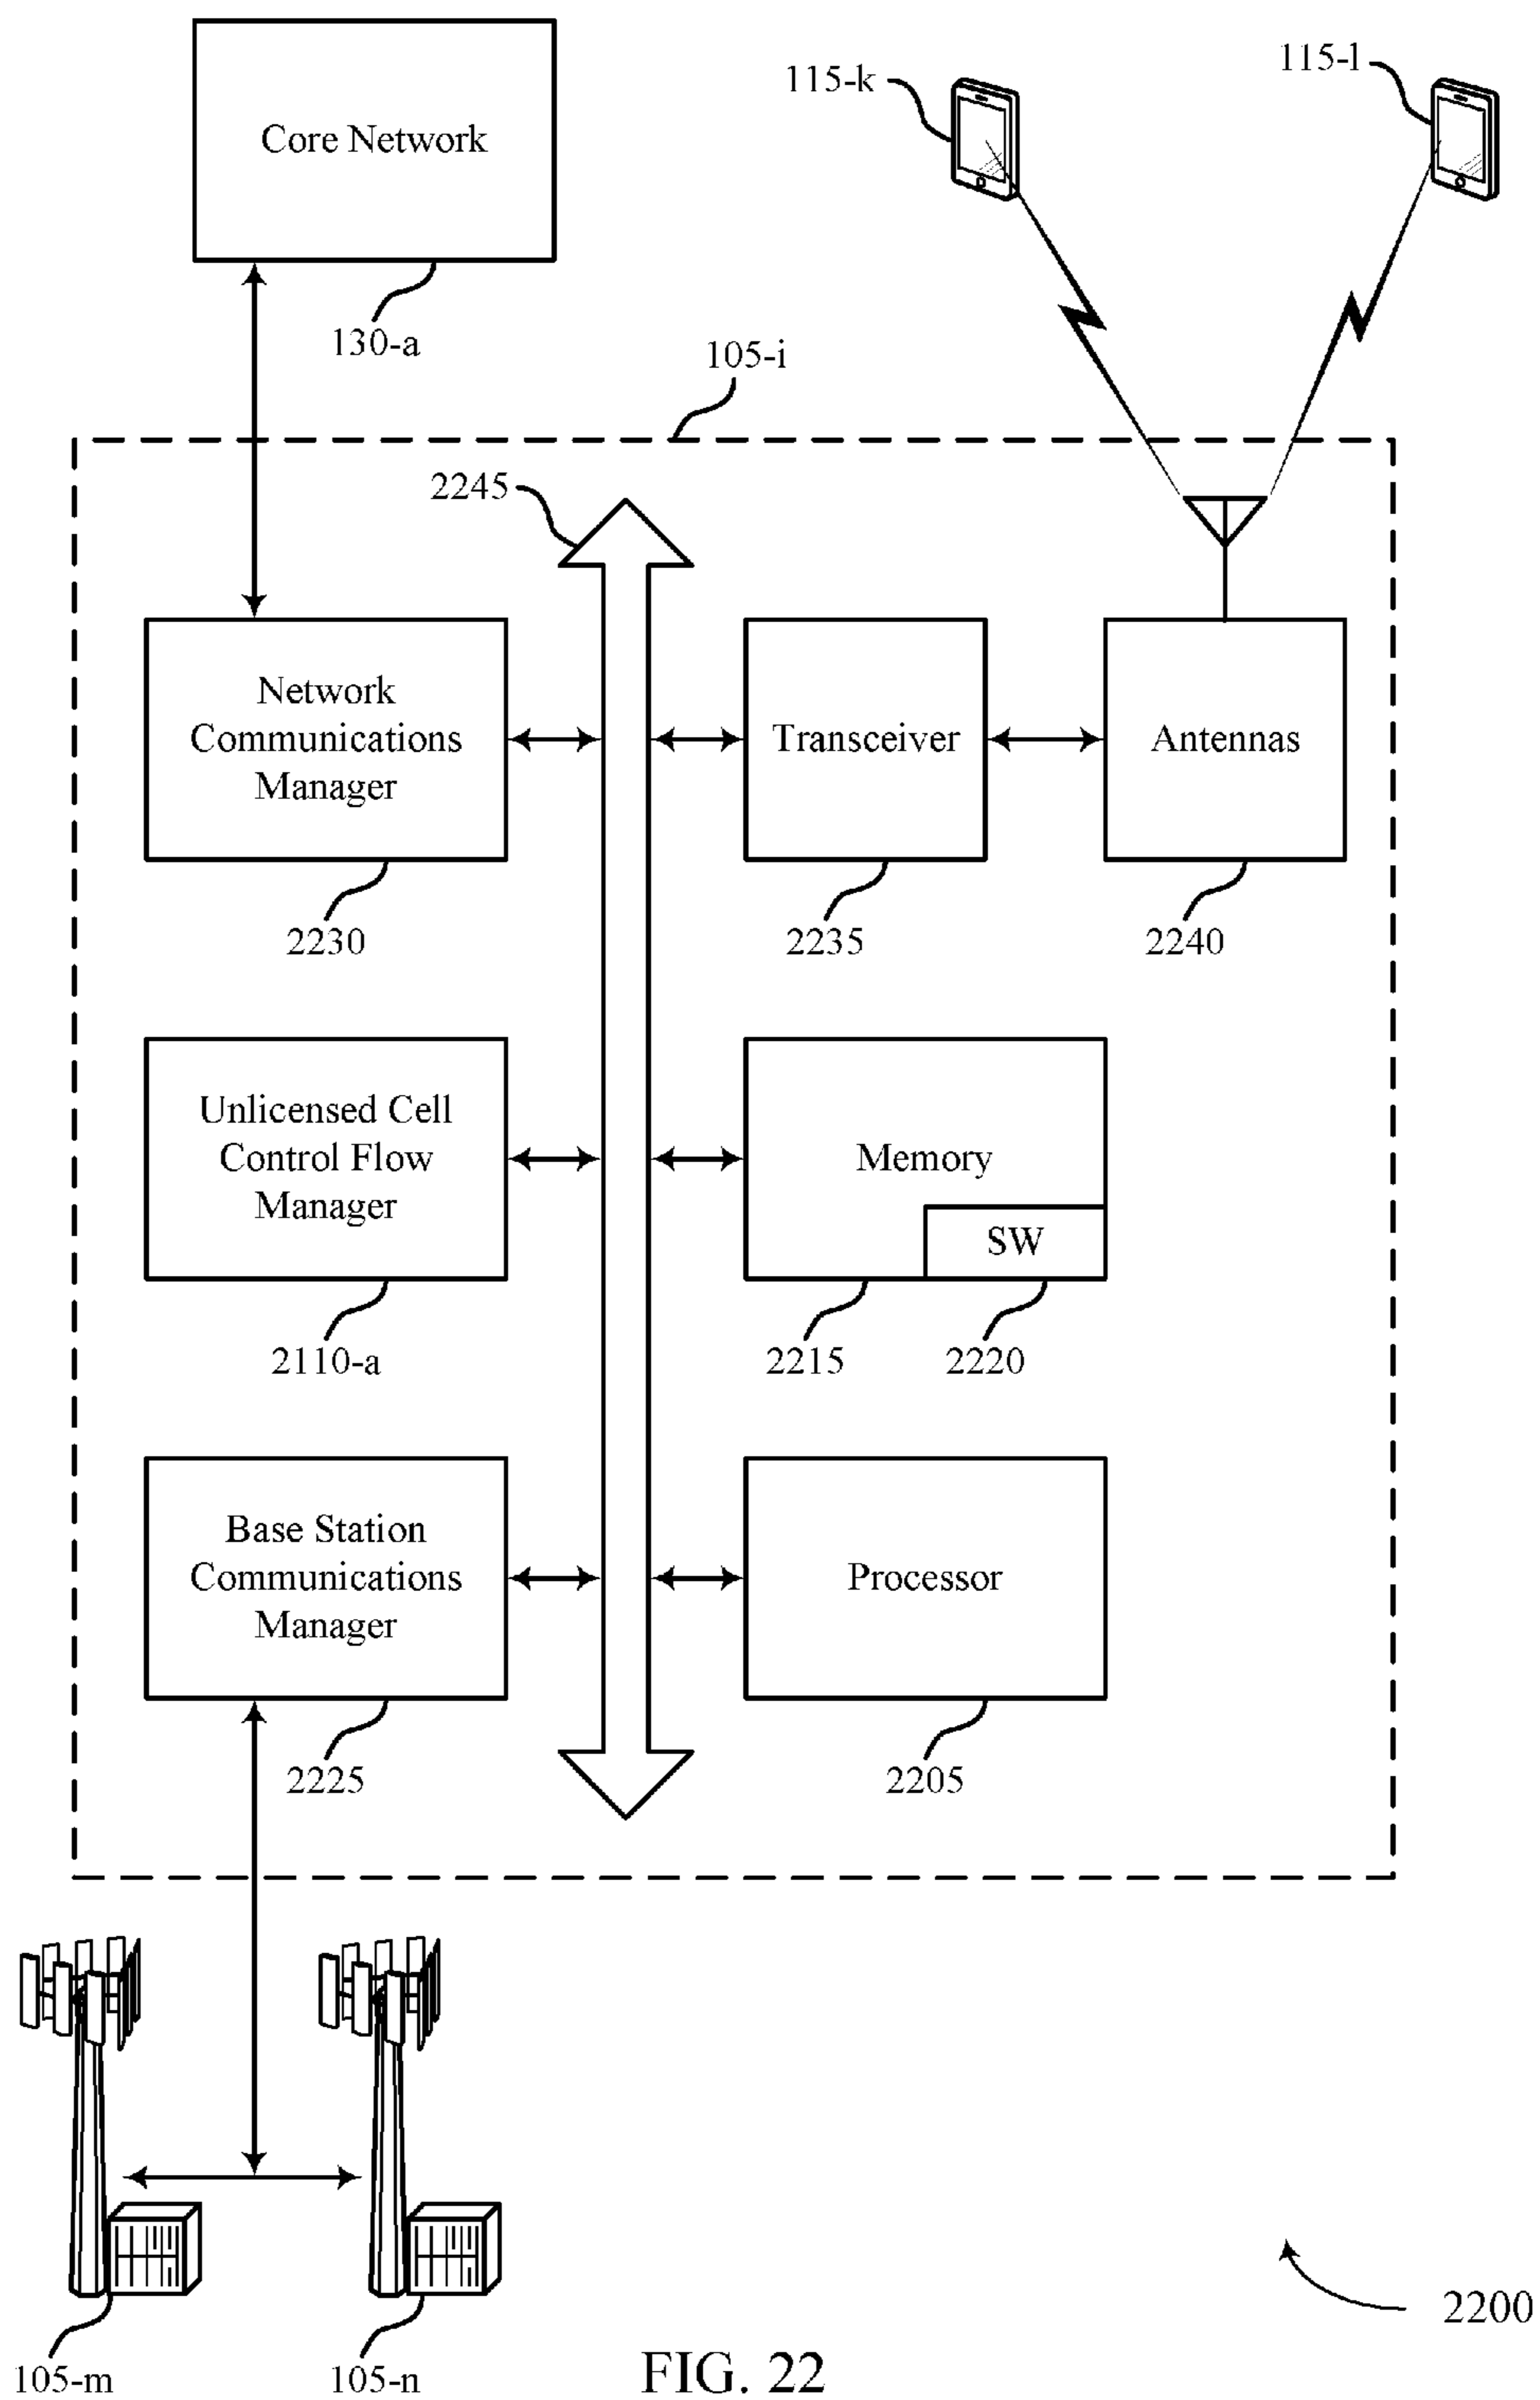 Core Network
130-a
115-k
115-l
105-i
2245
Network
Communications
Manager
2230
Transceiver
2235
Antennas
2240
Unlicensed Cell
Control Flow
Manager
2110-a
Memory
SW
2215
2220
Base Station
Communications
Manager
2225
Processor
2205
105-m
105-n
2200
FIG. 22